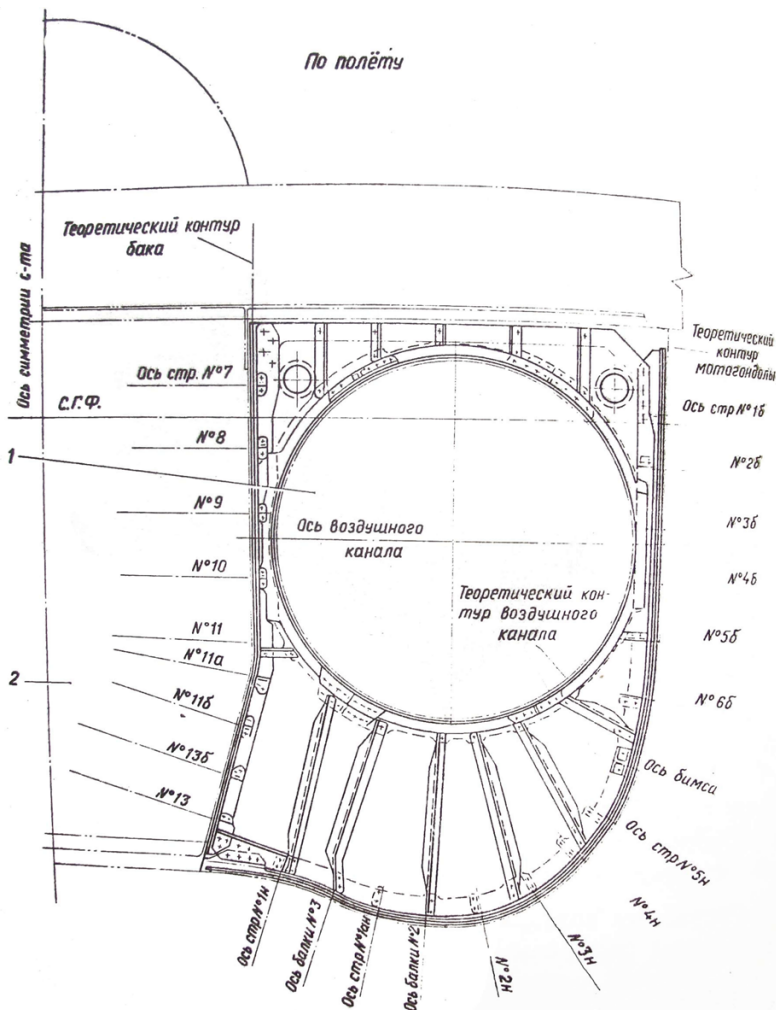 По полёту
Теоретический контур
бака
Ось симметрии с-та
Теоретический
контур
мотогондолы
Ось стр. №7
С.Г.Ф.
Ось стр №1б
№8
1
№2б
№9
Ось воздушного
канала
№3б
№10
Теоретический кон-
тур воздушного
канала
№4б
№11
№5б
№11а
2
№11б
№6б
№13б
Ось бимса
№13
Ось стр №5н
№4н
Ось стр №1н
Ось балки №3
Ось стр №1ан
Ось балки №2
№2н
№3н